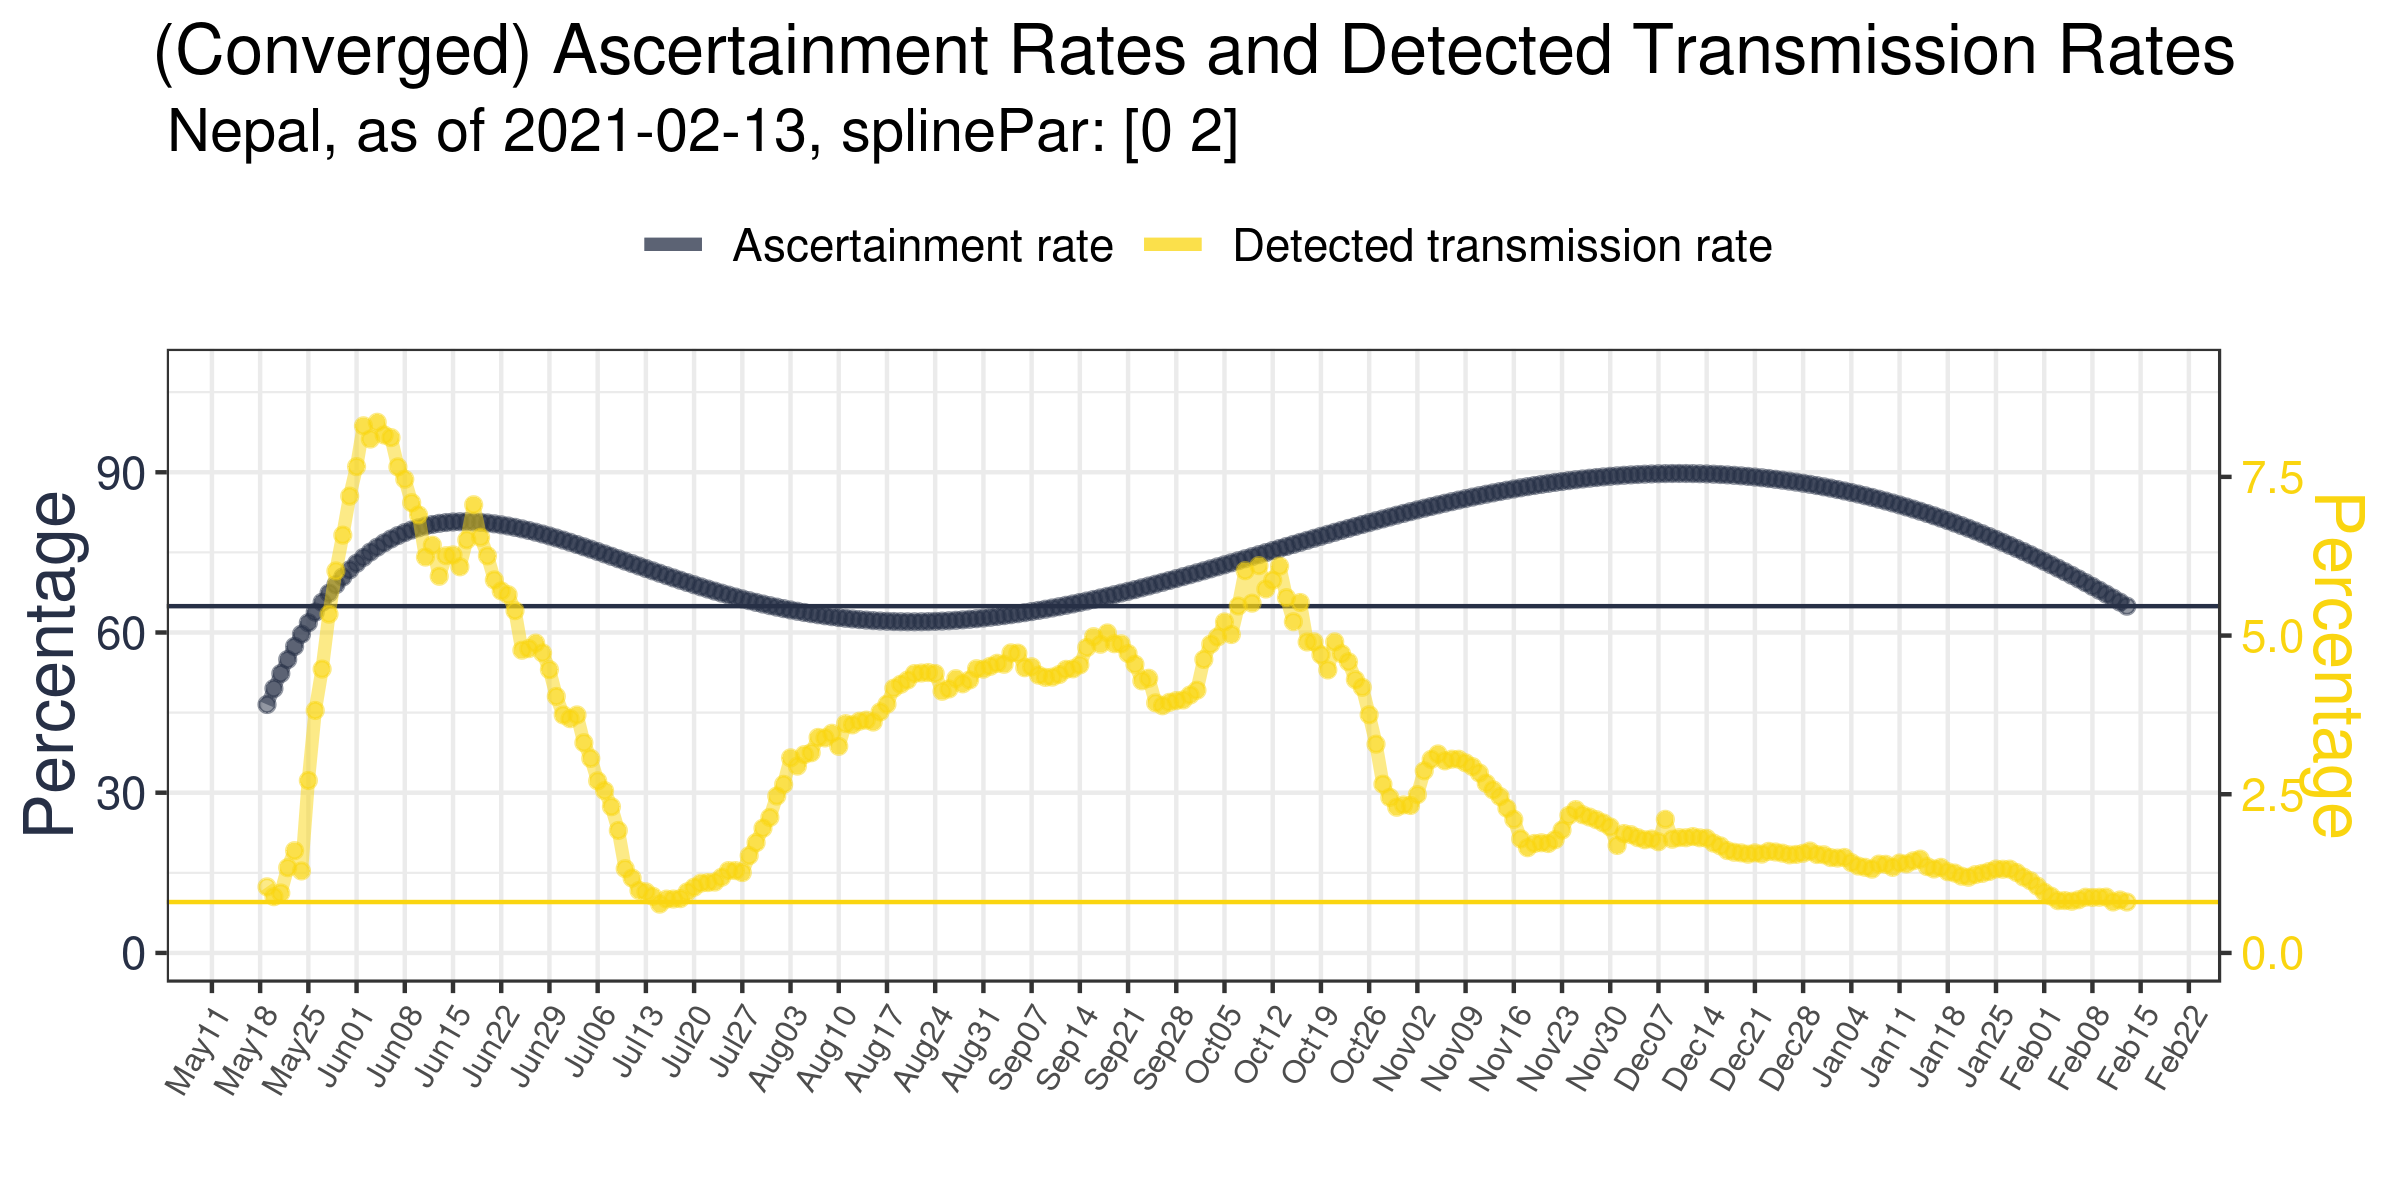 (Converged) Ascertainment Rates and Detected Transmission Rates
Nepal, as of 2021-02-13, splinePar: [0 2]
Ascertainment rate
Detected transmission rate
Percentage
90
60
30
0
7.5
5.0
2.5
0.0
Percentage
May11
May18
May25
Jun01
Jun08
Jun15
Jun22
Jun29
Jul06
Jul13
Jul20
Jul27
Aug03
Aug10
Aug17
Aug24
Aug31
Sep07
Sep14
Sep21
Sep28
Oct05
Oct12
Oct19
Oct26
Nov02
Nov09
Nov16
Nov23
Nov30
Dec07
Dec14
Dec21
Dec28
Jan04
Jan11
Jan18
Jan25
Feb01
Feb08
Feb15
Feb22